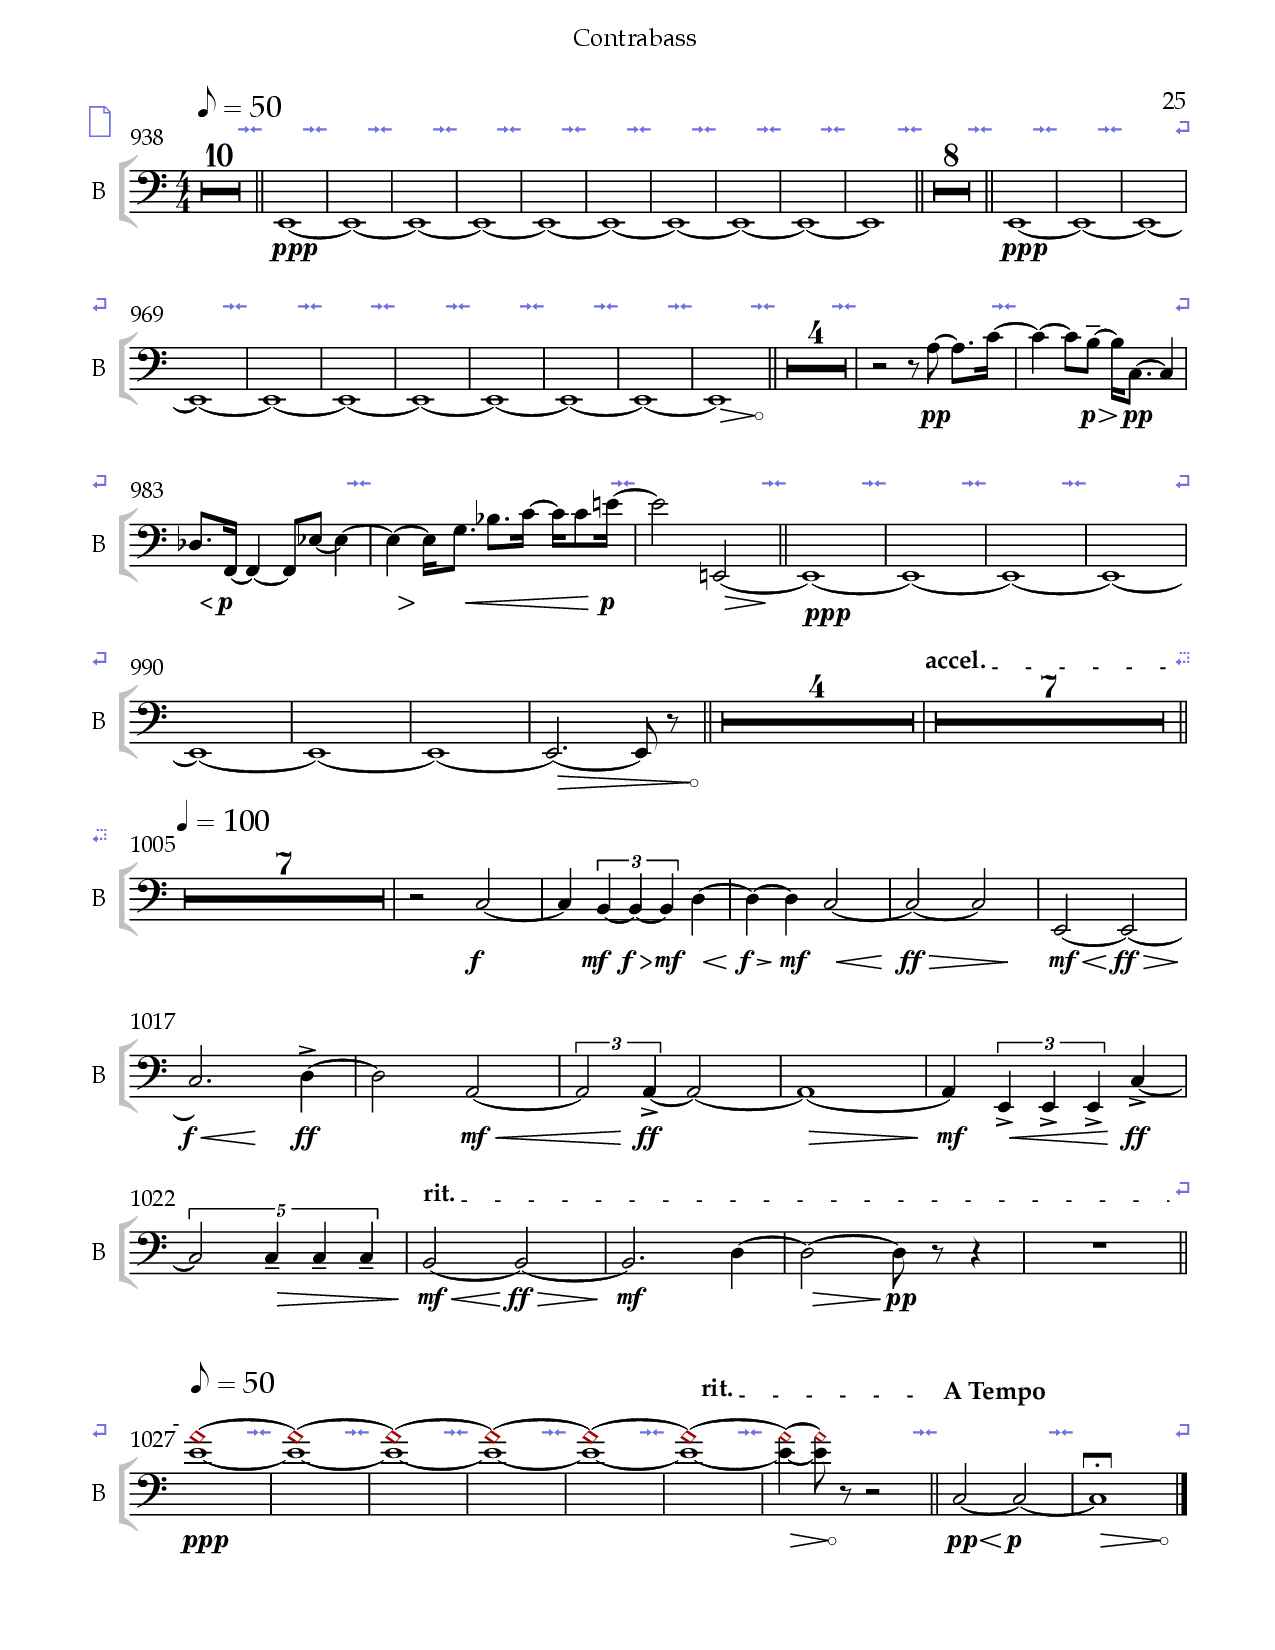 Contrabass
25
𝅘𝅥𝅮 = 50
938
10
8
B
ppp
ppp
969
4
B
pp
p
pp
983
B
p
p
ppp
990
accel.
4
7
B
♩ = 100
1005
7
3
B
f
mf
f
mf
f
mf
ff
mf
ff
1017
3
3
B
f
ff
mf
ff
mf
ff
1022
5
rit.
B
mf
ff
mf
pp
𝅘𝅥𝅮 = 50
rit.
A Tempo
1027
B
ppp
pp
p